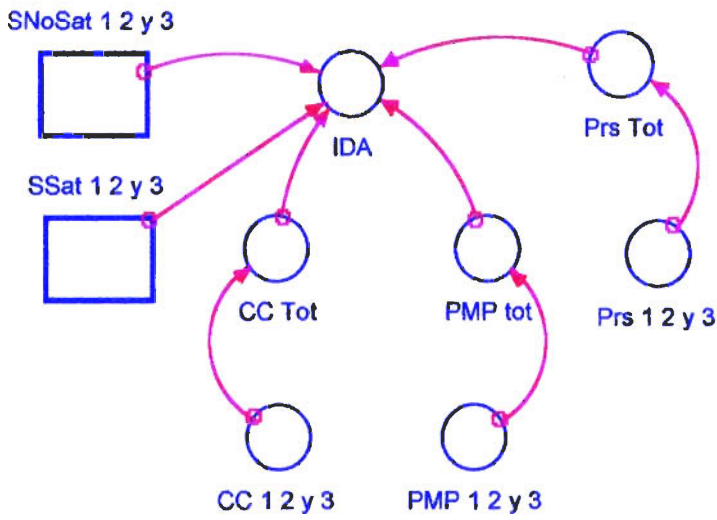 SNoSat 1 2 y 3
IDA
Prs Tot
SSat 1 2 y 3
CC Tot
PMP tot
Prs 1 2 y 3
CC 1 2 y 3
PMP 1 2 y 3